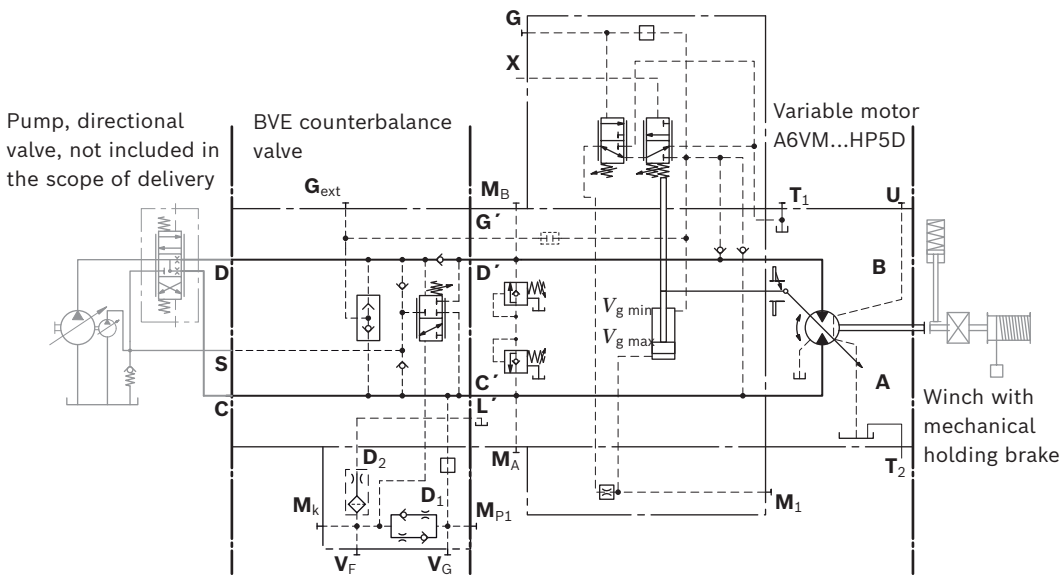 G
X
Pump, directional
valve, not included in
the scope of delivery
BVE counterbalance
valve
Variable motor
A6VM...HP5D
Gext
MB
T1
U
G´
D
D´
B
Vg min
Vg max
S
C´
A
C
L´
Winch with
mechanical
holding brake
D2
MA
T2
Mk
D1
MP1
M1
VF
VG